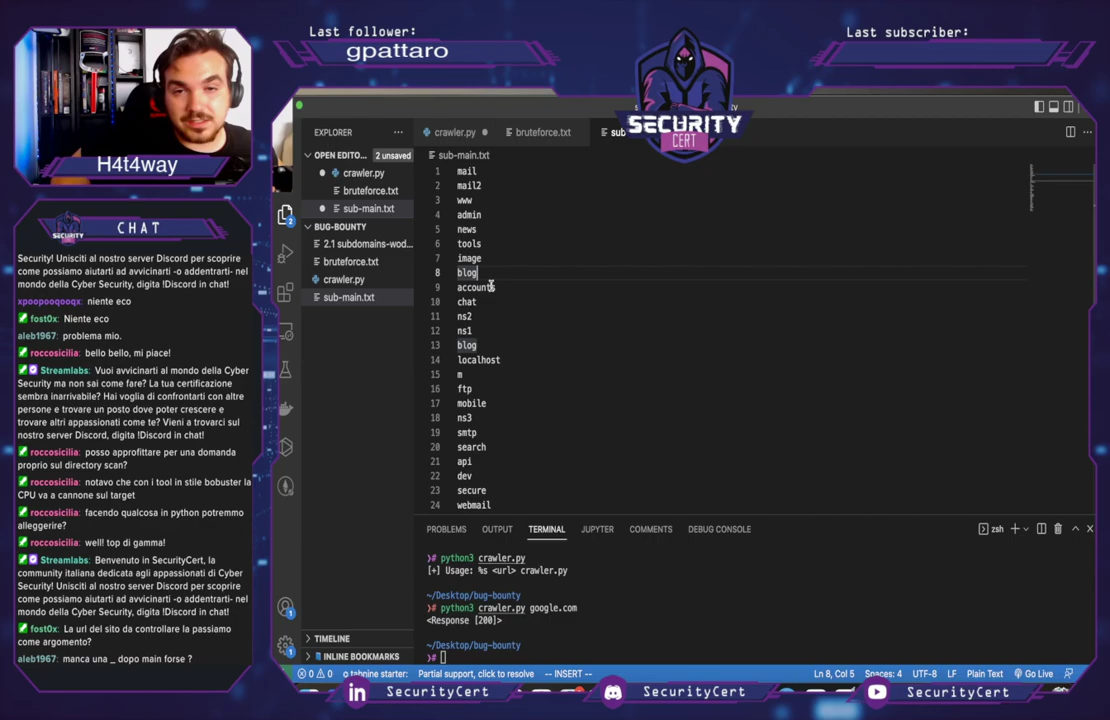 Last follower:
gpattaro
Last subscriber:
SECURITY
CERT
H4t4way
SECURITY
CHAT
Security! Unisciti al nostro server Discord per scoprire
come possiamo aiutarti ad avvicinarti -o addentrarti- nel
mondo della Cyber Security, digita !Discord in chat!
xpoopooqooqx: niente eco
fost0x: Niente eco
aleb1967: problema mio.
roccosicilia: bello bello, mi piace!
Streamlabs: Vuoi avvicinarti al mondo della Cyber
Security ma non sai come fare? La tua certificazione
sembra inarrivabile? Hai voglia di confrontarti con altre
persone e trovare un posto dove poter crescere e
trovare altri appassionati come te? Vieni a trovarci sul
nostro server Discord, digita !Discord in chat!
roccosicilia: posso approfittare per una domanda
proprio sul directory scan?
roccosicilia: notavo che con i tool in stile bobuster la
CPU va a cannone sul target
roccosicilia: facendo qualcosa in python potremmo
alleggerire?
roccosicilia: well! top di gamma!
Streamlabs: Benvenuto in SecurityCert, la
community italiana dedicata agli appassionati di Cyber
Security! Unisciti al nostro server Discord per scoprire
come possiamo aiutarti ad avvicinarti -o addentrarti- nel
mondo della Cyber Security, digita !Discord in chat!
fost0x: La url del sito da controllare la passiamo
come argomento?
aleb1967: manca una _ dopo main forse ?
EXPLORER
OPEN EDITO... 2 unsaved
crawler.py
bruteforce.txt
sub-main.txt
BUG-BOUNTY
2.1 subdomains-wod...
bruteforce.txt
crawler.py
sub-main.txt
TIMELINE
INLINE BOOKMARKS
2
1
1
crawler.py
bruteforce.txt
sub
sub-main.txt
1 mail
2 mail2
3 www
4 admin
5 news
6 tools
7 image
8 blog
9 accounts
10 chat
11 ns2
12 ns1
13 blog
14 localhost
15 m
16 ftp
17 mobile
18 ns3
19 smtp
20 search
21 api
22 dev
23 secure
24 webmail
PROBLEMS OUTPUT TERMINAL JUPYTER COMMENTS DEBUG CONSOLE
zsh
❯# python3 crawler.py
[+] Usage: %s <url> crawler.py
~/Desktop/bug-bounty
❯# python3 crawler.py google.com
<Response [200]>
~/Desktop/bug-bounty
❯#
0 0 tabnine starter: Partial support, click to resolve -- INSERT -- Ln 8, Col 5 Spaces: 4 UTF-8 LF Plain Text Go Live
in SecurityCert
SecurityCert
SecurityCert